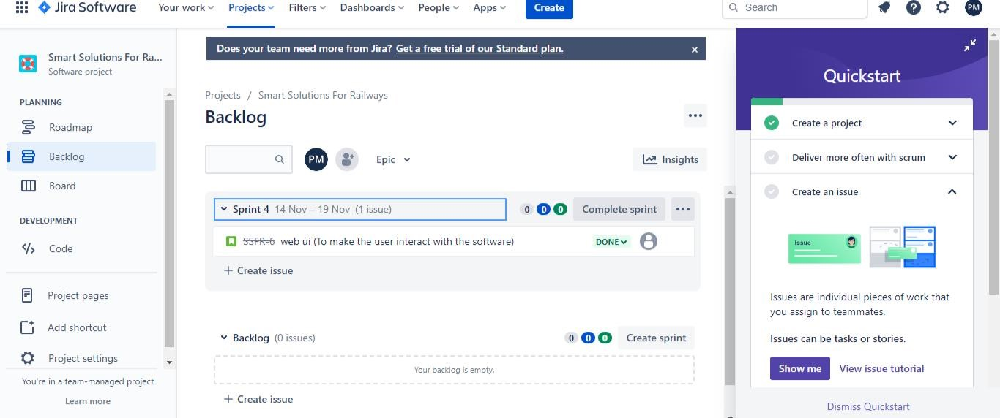 Jira Software Your work Projects Filters Dashboards People Apps Create Search PM
Smart Solutions For Ra...
Software project
PLANNING
Roadmap
Backlog
Board
DEVELOPMENT
Code
Project pages
Add shortcut
Project settings
You're in a team-managed project
Learn more
Does your team need more from Jira? Get a free trial of our Standard plan. ×
Projects / Smart Solutions For Railways
Backlog
PM Epic Insights
Sprint 4 14 Nov – 19 Nov (1 issue) 0 0 0 Complete sprint
SSFR-6 web ui (To make the user interact with the software) DONE
+ Create issue
Backlog (0 issues) 0 0 0 Create sprint
Your backlog is empty.
+ Create issue
Quickstart
Create a project
Deliver more often with scrum
Create an issue
Issue
Issues are individual pieces of work that
you assign to teammates.
Issues can be tasks or stories.
Show me View issue tutorial
Dismiss Quickstart